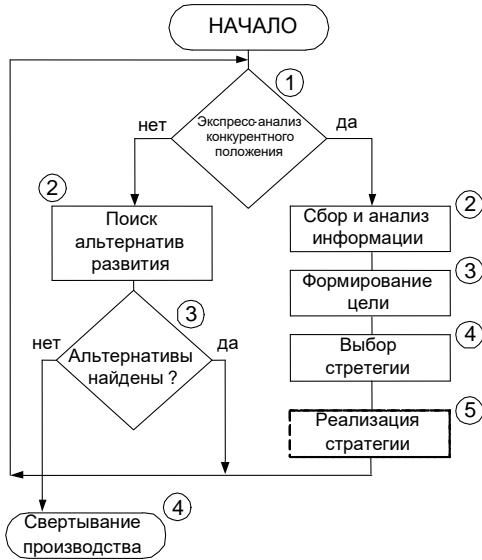 НАЧАЛО
1
Экспресс-анализ
конкурентного
положения
нет
да
2
Поиск
альтернатив
развития
2
Сбор и анализ
информации
3
Формирование
цели
3
нет
да
Альтернативы
найдены ?
4
Выбор
стретегии
5
Реализация
стратегии
4
Свертывание
производства